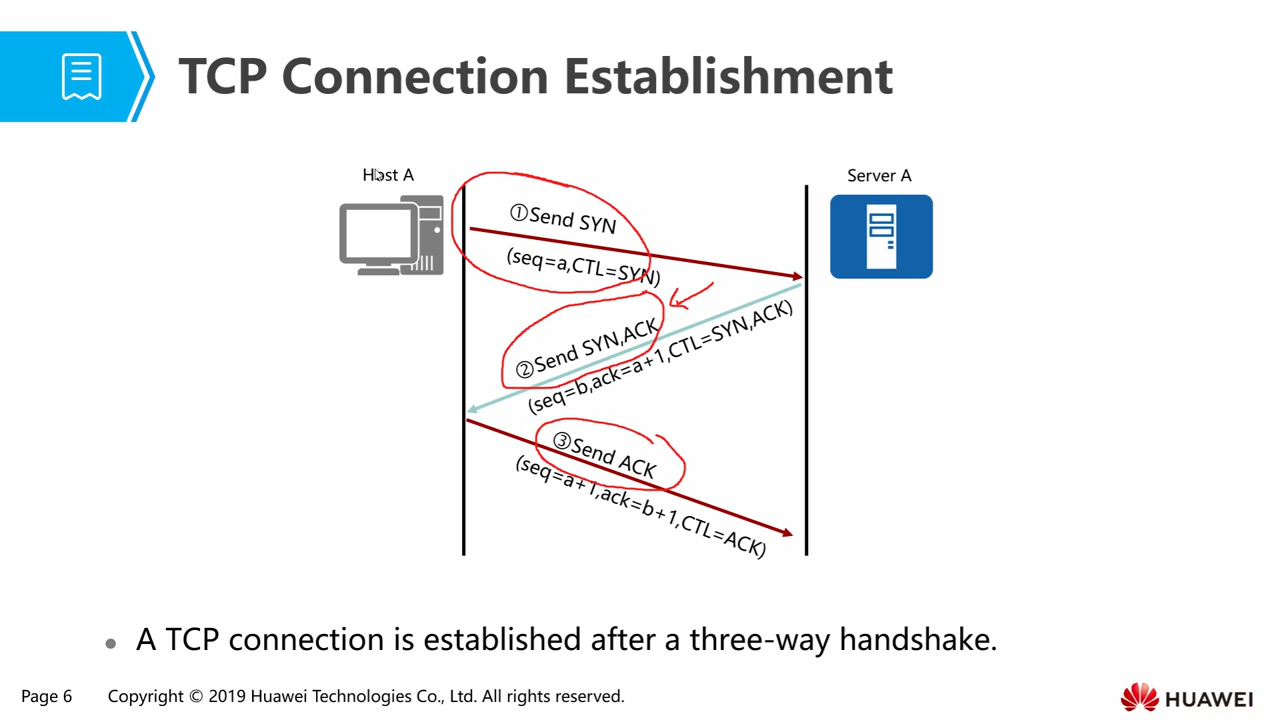 TCP Connection Establishment
Host A
Server A
①Send SYN
(seq=a,CTL=SYN)
②Send SYN,ACK
(seq=b,ack=a+1,CTL=SYN,ACK)
③Send ACK
(seq=a+1,ack=b+1,CTL=ACK)
● A TCP connection is established after a three-way handshake.
Page 6 Copyright © 2019 Huawei Technologies Co., Ltd. All rights reserved.
HUAWEI